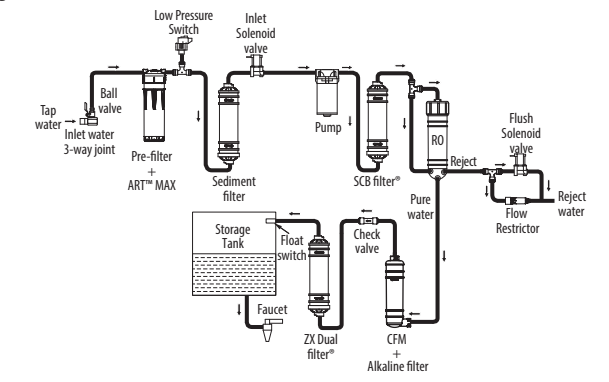 Low Pressure
Switch
Inlet
Solenoid
valve
Ball
valve
Tap
water
Inlet water
3-way joint
Pre-filter
+
ART™ MAX
Sediment
filter
Pump
SCB filter®
RO
Reject
Flush
Solenoid
valve
Pure
water
Flow
Restrictor
Reject
water
Storage
Tank
Float
switch
Check
valve
Faucet
ZX Dual
filter®
CFM
+
Alkaline filter